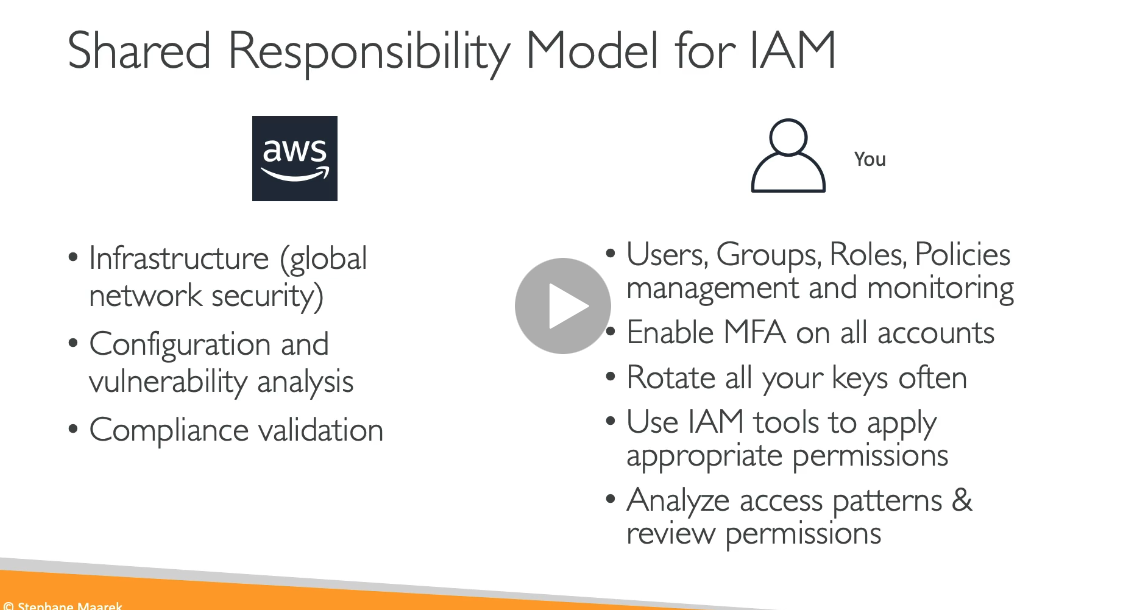 Shared Responsibility Model for IAM
aws
You
• Infrastructure (global
network security)
• Configuration and
vulnerability analysis
• Compliance validation
• Users, Groups, Roles, Policies
management and monitoring
• Enable MFA on all accounts
• Rotate all your keys often
• Use IAM tools to apply
appropriate permissions
• Analyze access patterns &
review permissions
© Stephane Maarek